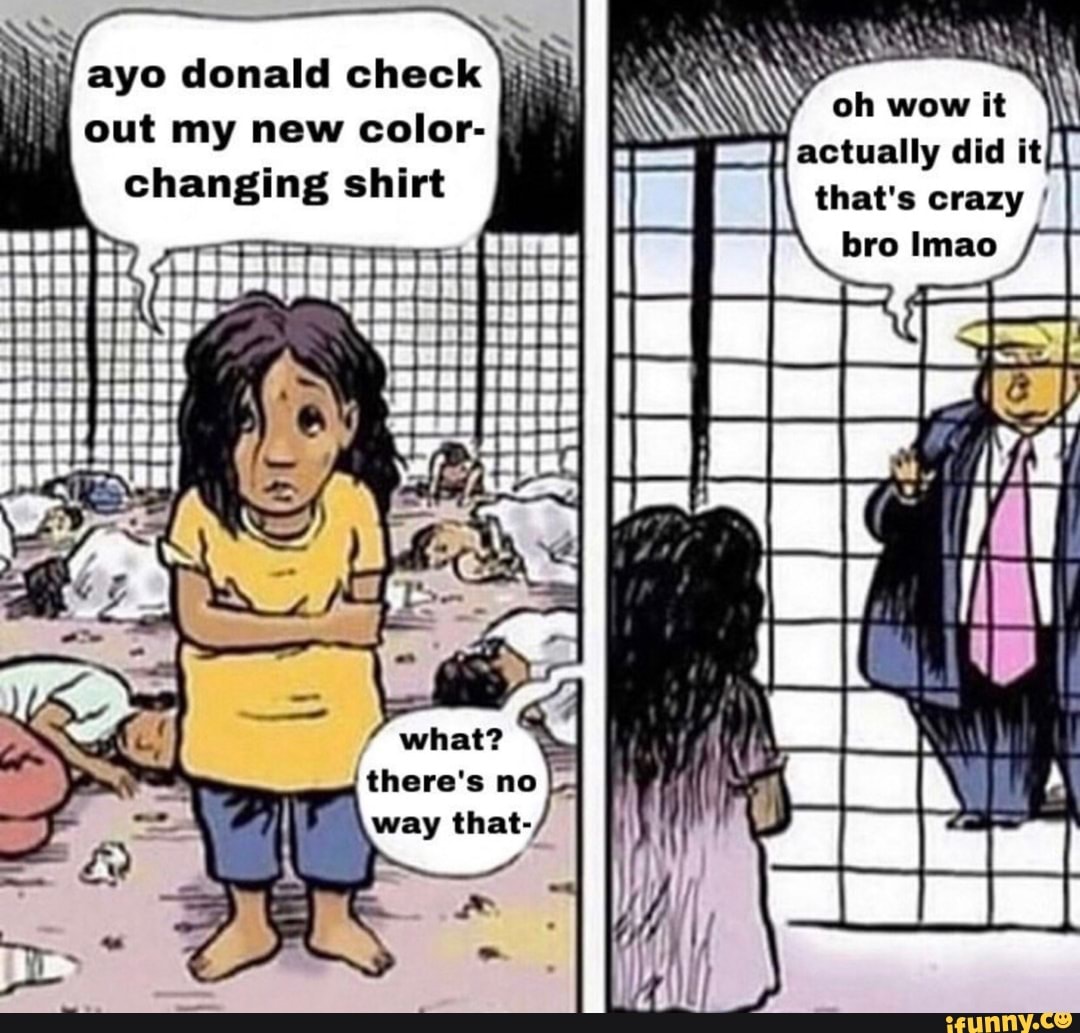 ayo donald check
out my new color-
changing shirt
what?
there's no
way that-
oh wow it
actually did it
that's crazy
bro lmao
ifunny.co